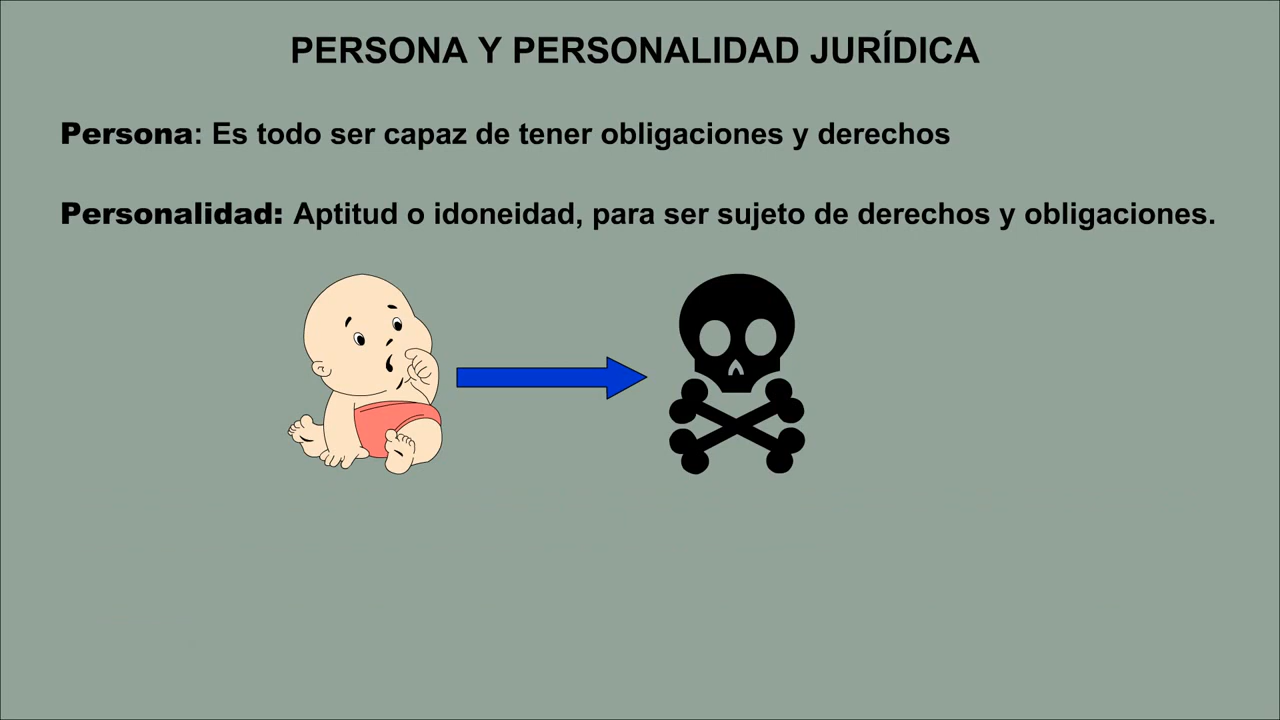 PERSONA Y PERSONALIDAD JURÍDICA
Persona: Es todo ser capaz de tener obligaciones y derechos
Personalidad: Aptitud o idoneidad, para ser sujeto de derechos y obligaciones.